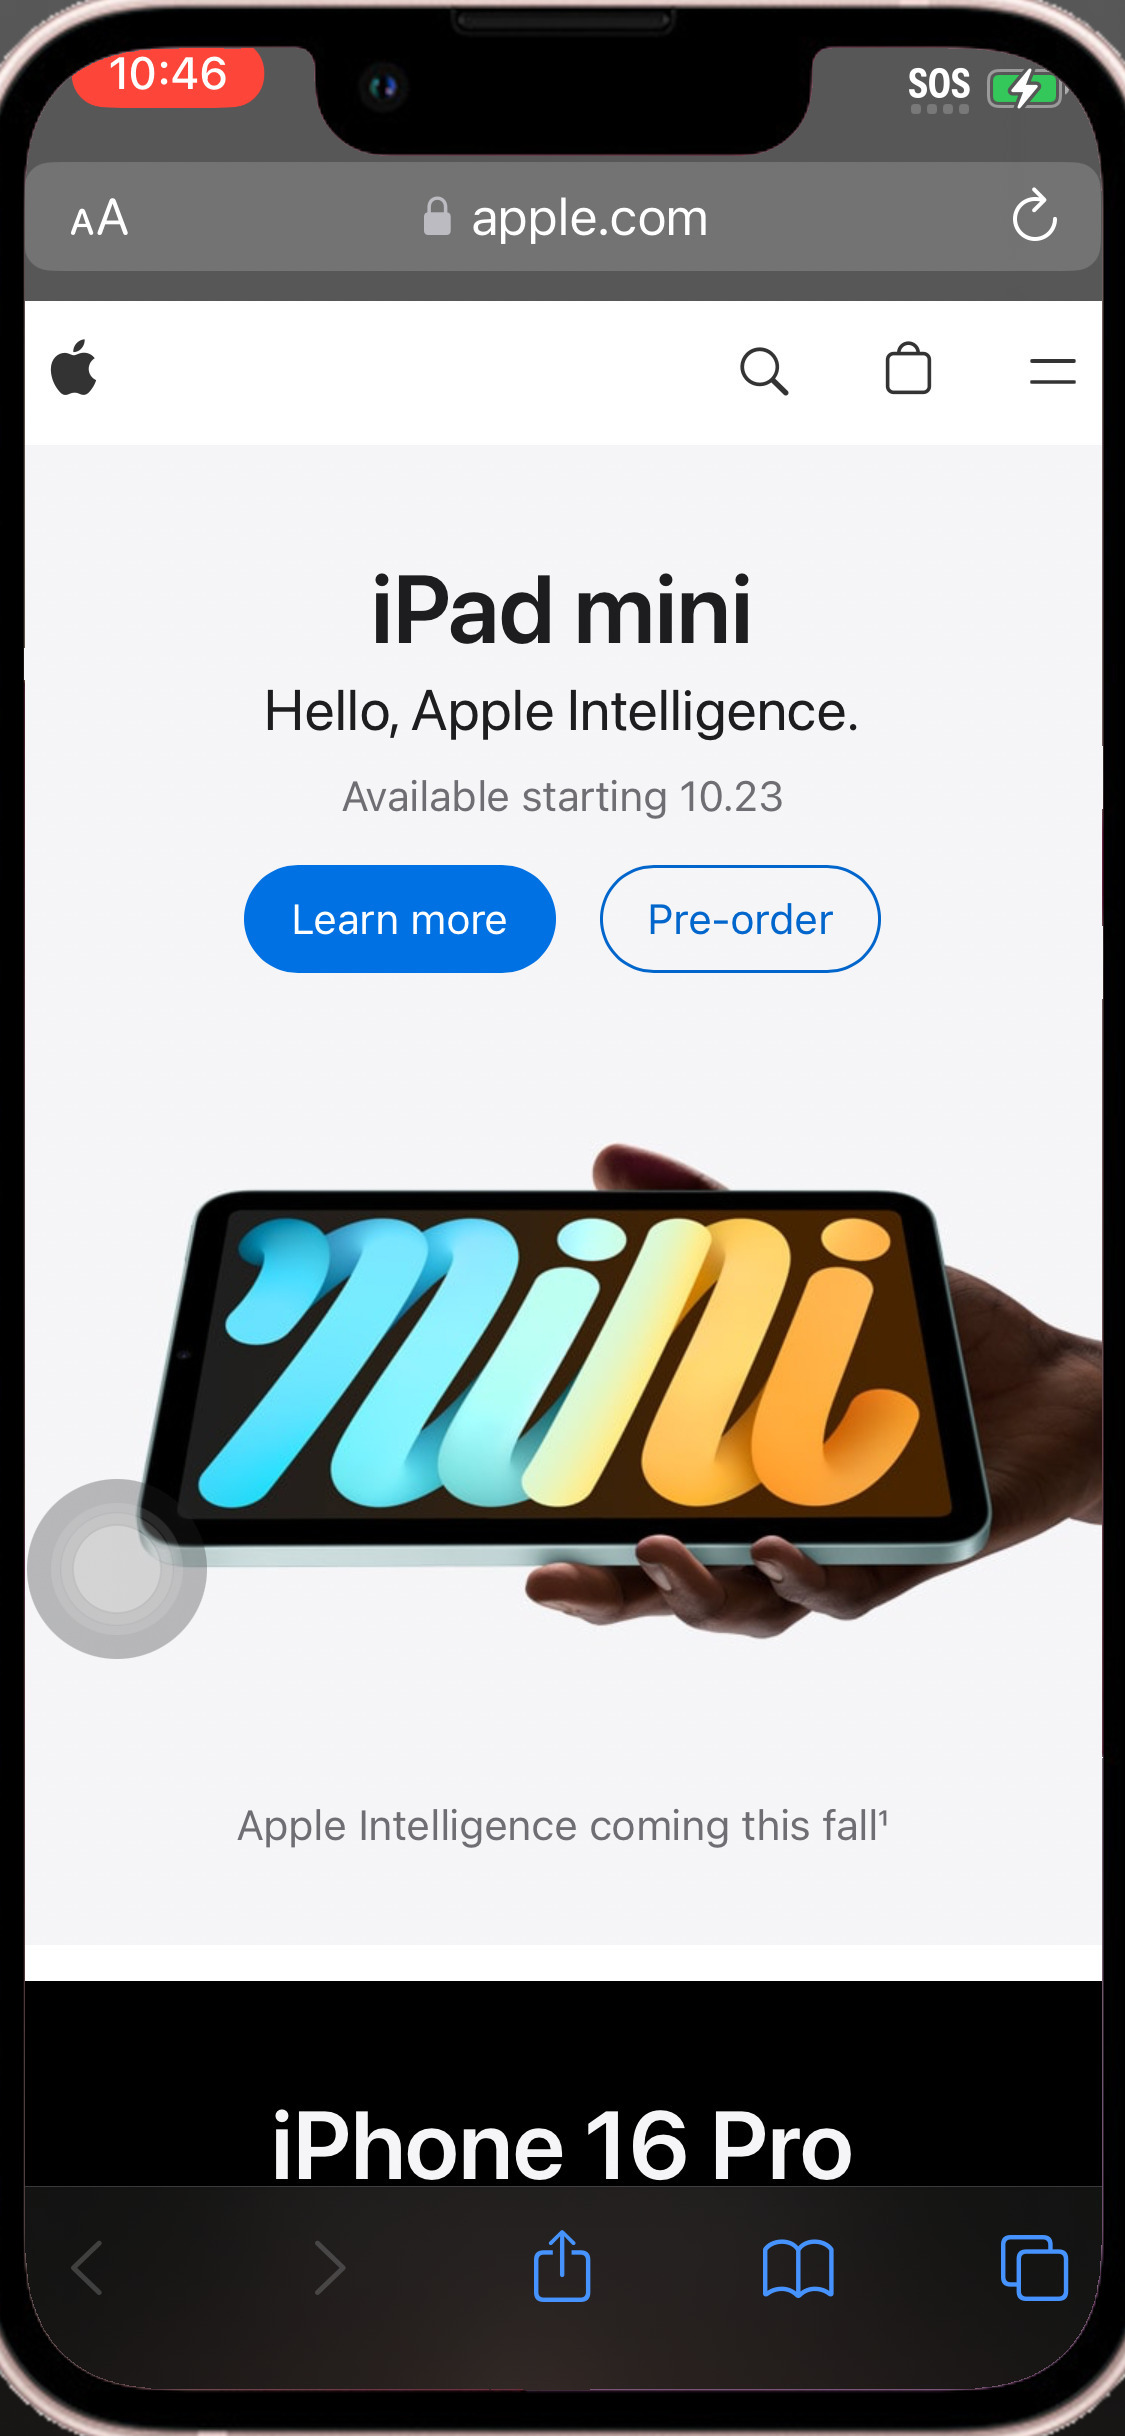 10:46
SOS
AA
apple.com
iPad mini
Hello, Apple Intelligence.
Available starting 10.23
Learn more
Pre-order
mini
Apple Intelligence coming this fall¹
iPhone 16 Pro